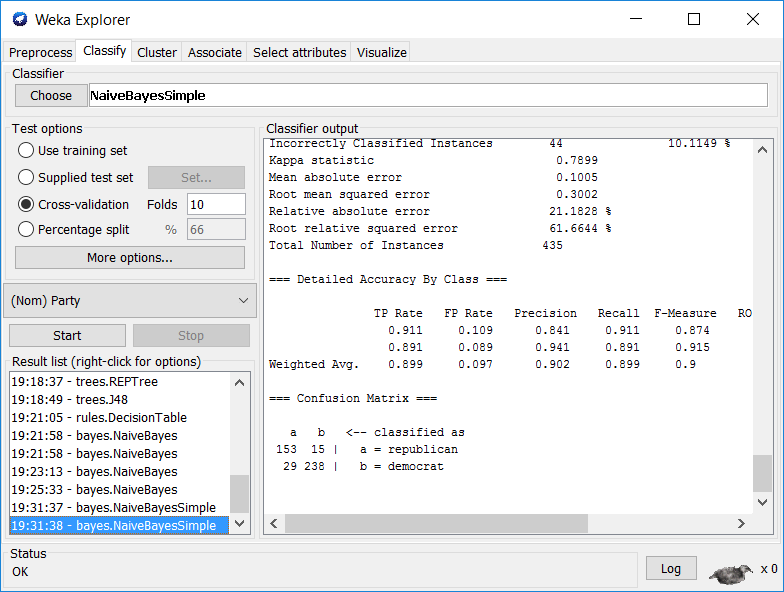 Weka Explorer
Preprocess Classify Cluster Associate Select attributes Visualize
Classifier
Choose NaiveBayesSimple
Test options
Use training set
Supplied test set Set...
Cross-validation Folds 10
Percentage split % 66
More options...
(Nom) Party
Start Stop
Result list (right-click for options)
19:18:37 - trees.REPTree
19:18:49 - trees.J48
19:21:05 - rules.DecisionTable
19:21:58 - bayes.NaiveBayes
19:21:58 - bayes.NaiveBayes
19:23:13 - bayes.NaiveBayes
19:25:33 - bayes.NaiveBayes
19:31:37 - bayes.NaiveBayesSimple
19:31:38 - bayes.NaiveBayesSimple
Classifier output
Incorrectly Classified Instances 44 10.1149 %
Kappa statistic 0.7899
Mean absolute error 0.1005
Root mean squared error 0.3002
Relative absolute error 21.1828 %
Root relative squared error 61.6644 %
Total Number of Instances 435
=== Detailed Accuracy By Class ===
TP Rate FP Rate Precision Recall F-Measure RO
0.911 0.109 0.841 0.911 0.874
0.891 0.089 0.941 0.891 0.915
Weighted Avg. 0.899 0.097 0.902 0.899 0.9
=== Confusion Matrix ===
a b <-- classified as
153 15 | a = republican
29 238 | b = democrat
Status
OK
Log x 0